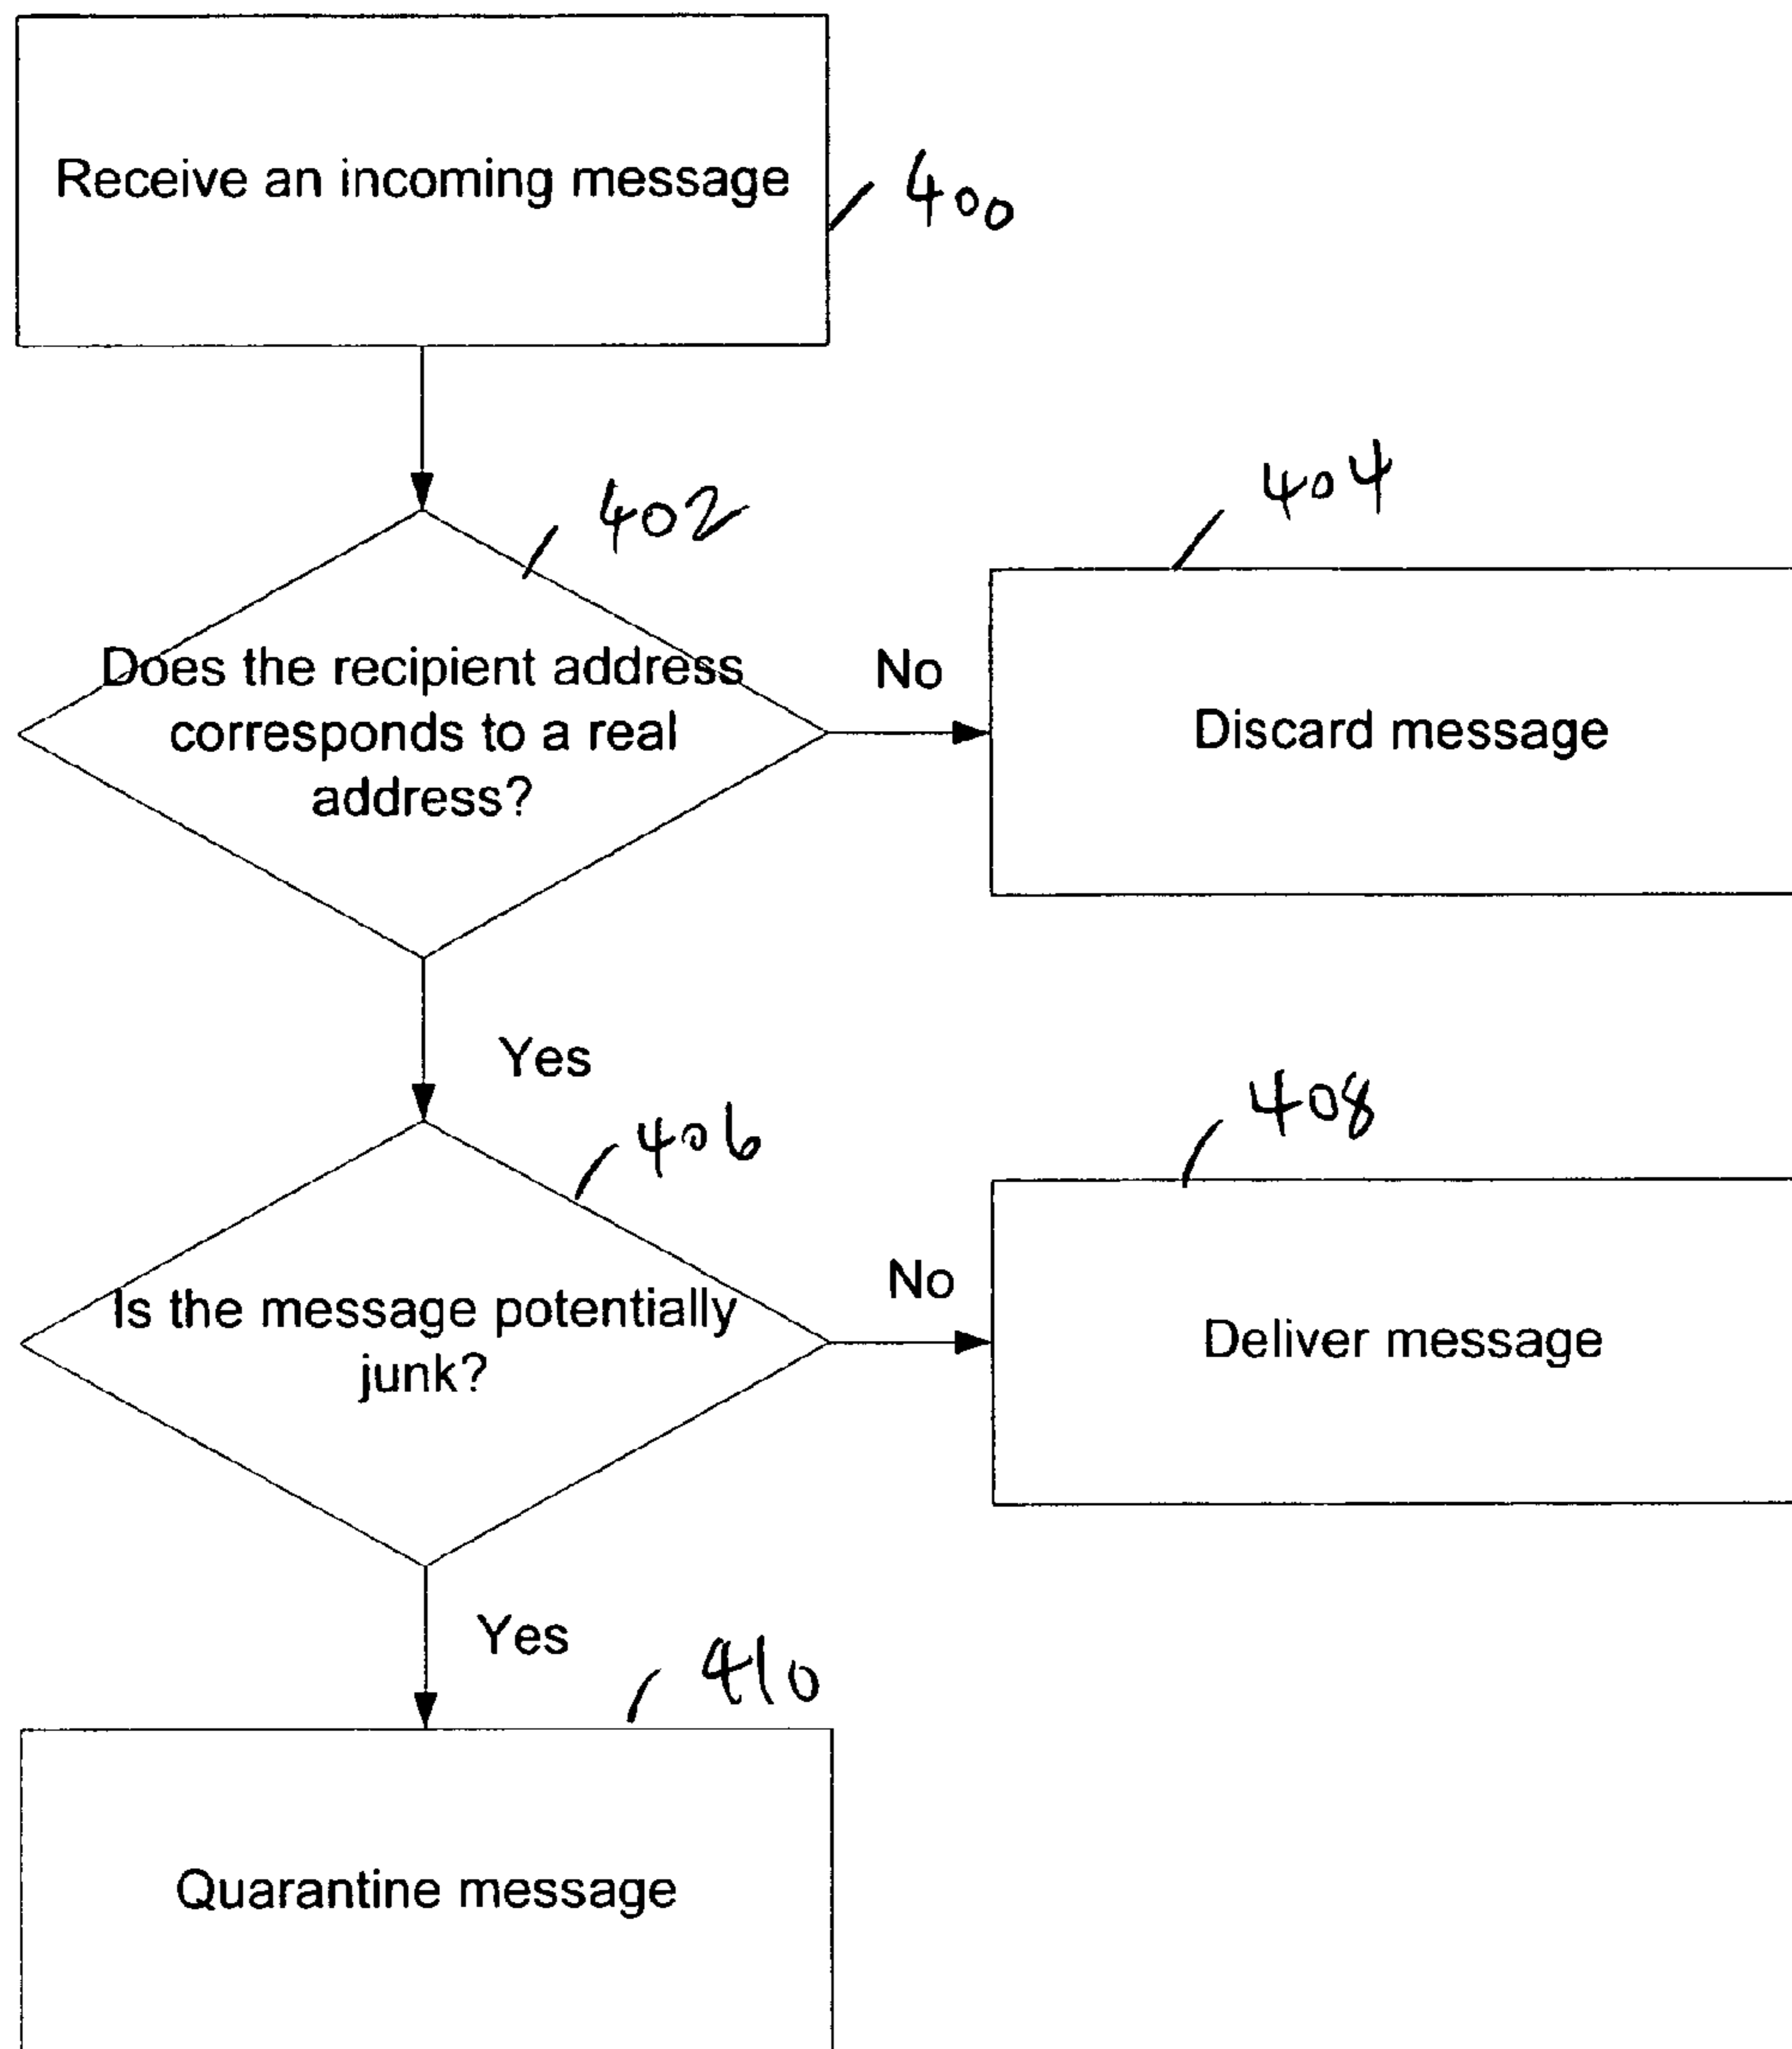 Receive an incoming message
400
402
404
Does the recipient address
corresponds to a real
address?
No
Discard message
Yes
406
408
Is the message potentially
junk?
No
Deliver message
Yes
410
Quarantine message